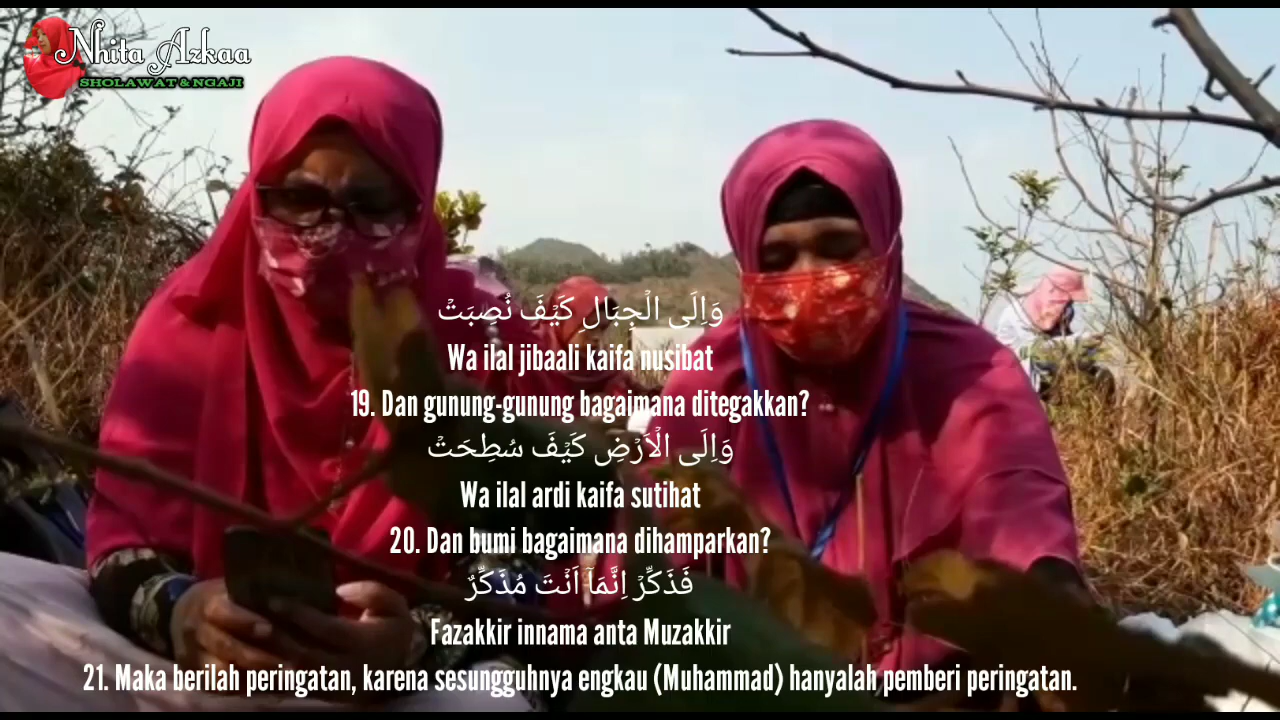 Nhita Azkaa
SHOLAWAT & NGAJI
وَاِلَى الْجِبَالِ كَيْفَ نُصِبَتْ
Wa ilal jibaali kaifa nusibat
19. Dan gunung-gunung bagaimana ditegakkan?
وَاِلَى الْاَرْضِ كَيْفَ سُطِحَتْ
Wa ilal ardi kaifa sutihat
20. Dan bumi bagaimana dihamparkan?
فَذَكِّرْ اِنَّمَآ اَنْتَ مُذَكِّرٌ
Fazakkir innama anta Muzakkir
21. Maka berilah peringatan, karena sesungguhnya engkau (Muhammad) hanyalah pemberi peringatan.